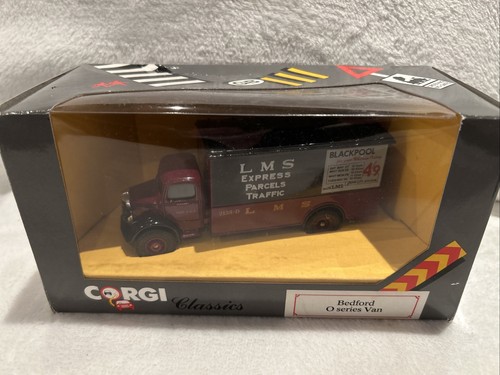 L M S
EXPRESS
PARCELS
TRAFFIC
BLACKPOOL
49
L M S
CORGI
Classics
Bedford
O series Van